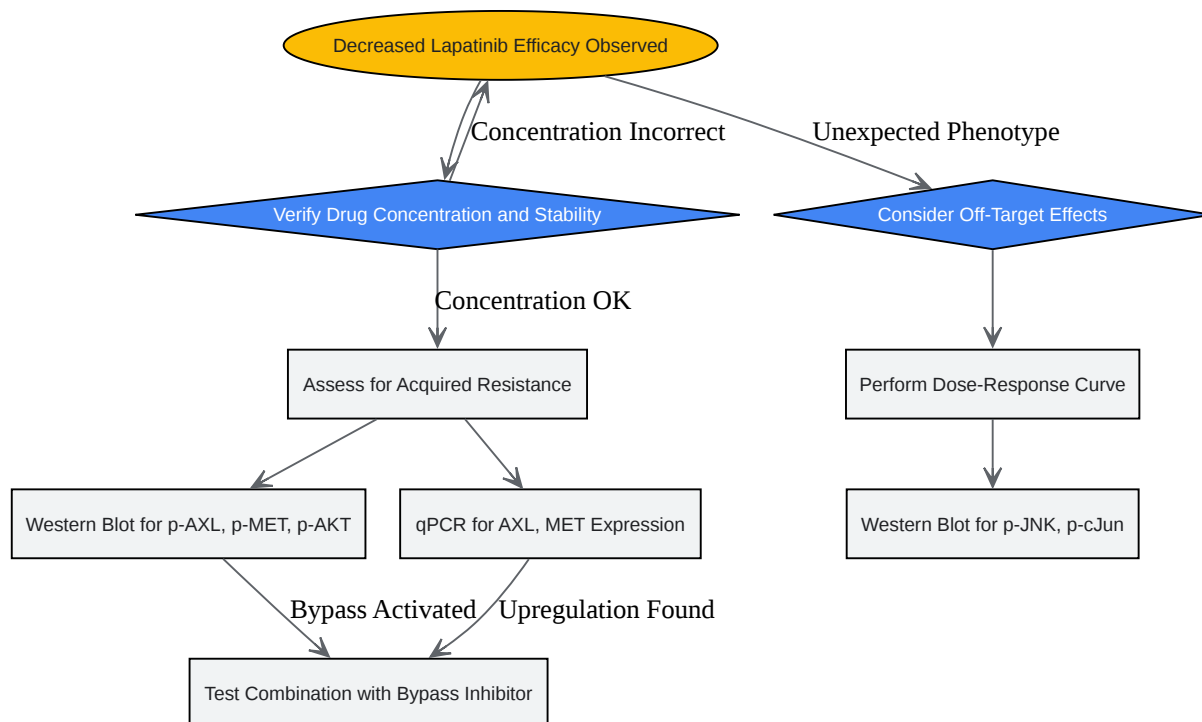 Decreased Lapatinib Efficacy Observed
Concentration Incorrect
Unexpected Phenotype
Verify Drug Concentration and Stability
Consider Off-Target Effects
Concentration OK
Assess for Acquired Resistance
Perform Dose-Response Curve
Western Blot for p-AXL, p-MET, p-AKT
qPCR for AXL, MET Expression
Western Blot for p-JNK, p-cJun
Bypass Activated
Upregulation Found
Test Combination with Bypass Inhibitor